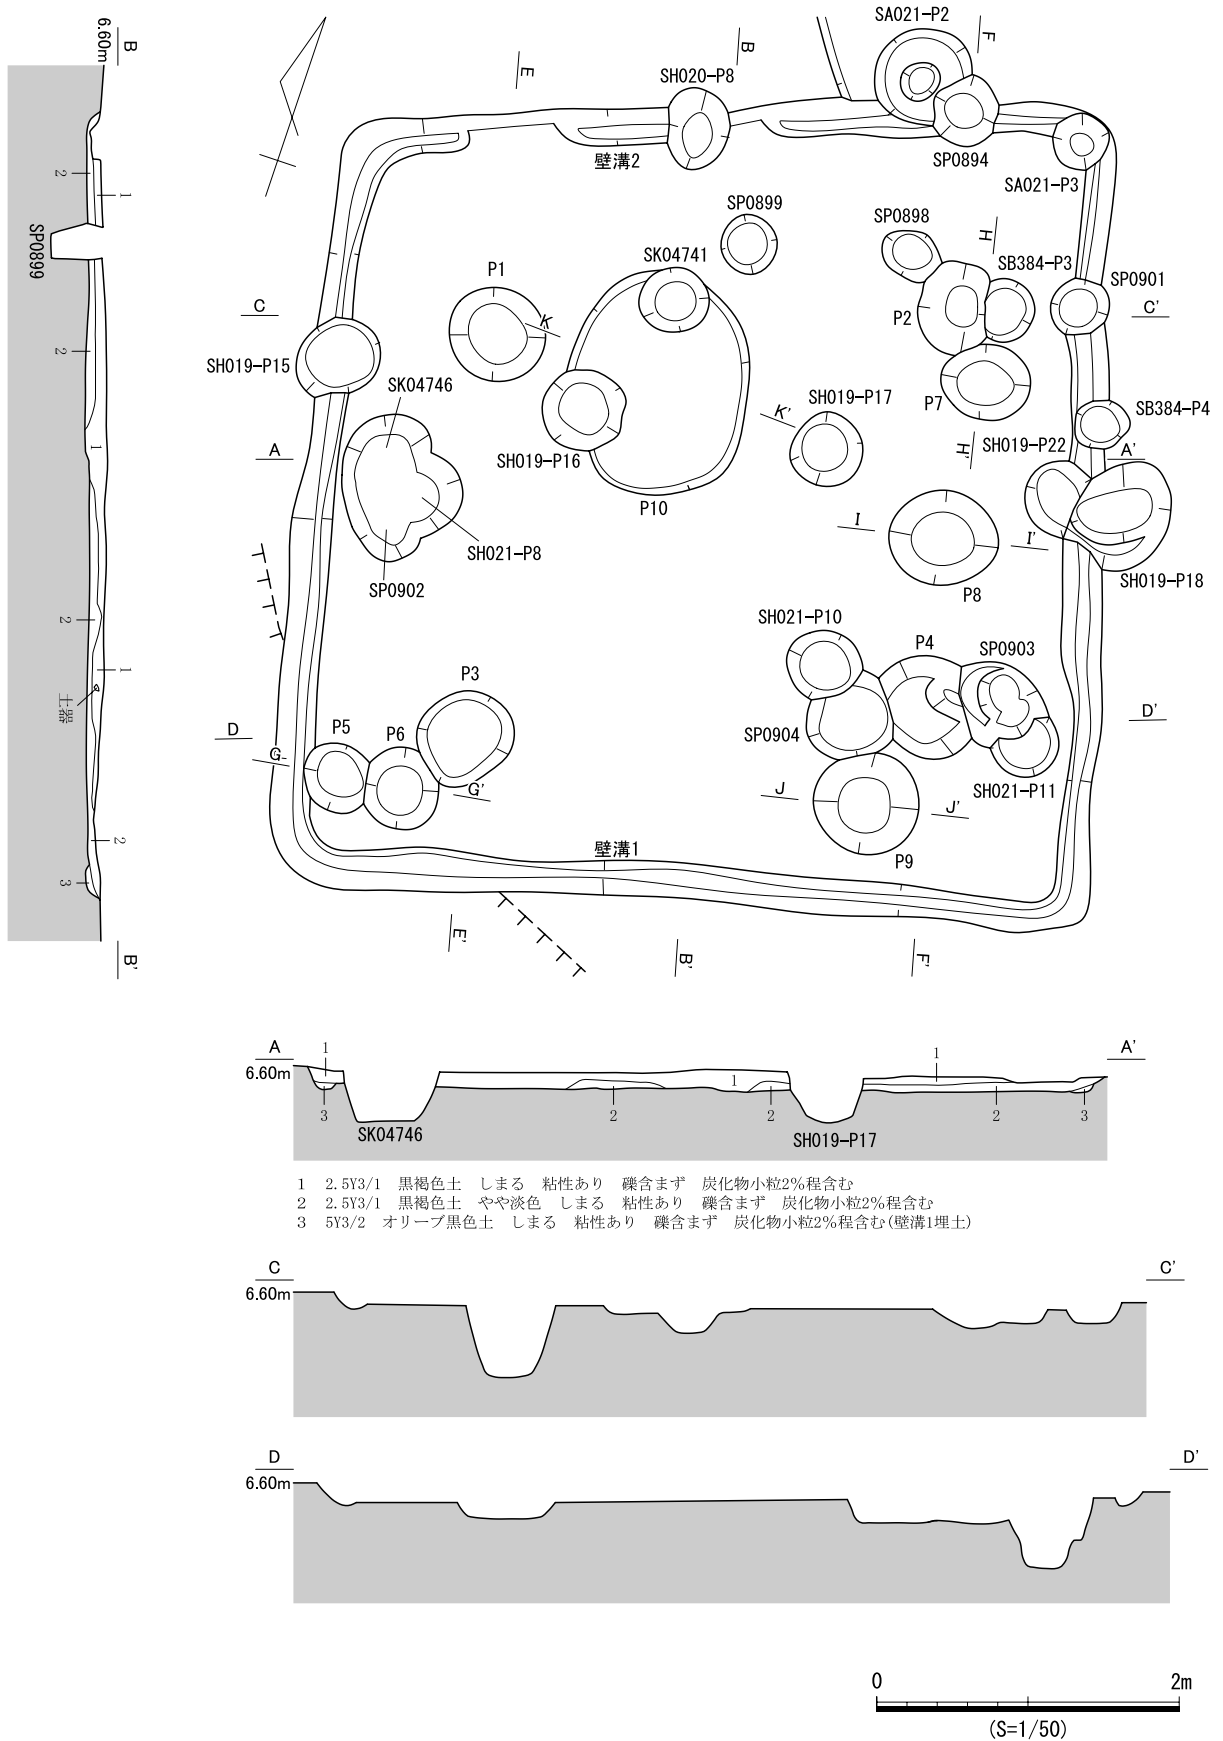 B
6.60m
2
1
SP0899
2
1
2
1
土器
2
3
B'
E
B
F
SA021-P2
SH020-P8
壁溝2
SP0894
SA021-P3
SP0899
SP0898
H
SK04741
SB384-P3
P1
SP0901
C
K
C'
P2
SH019-P15
SK04746
SH019-P17
P7
SB384-P4
K'
SH019-P22
A
H'
A'
SH019-P16
P10
I
I'
SH021-P8
SP0902
SH019-P18
P8
SH021-P10
P4
SP0903
P3
D
P5
P6
SP0904
D'
G
G'
J
J'
SH021-P11
壁溝1
P9
E'
B'
F'
A
6.60m
1
1
1
A'
3
SK04746
2
2
SH019-P17
2
3
1 2.5Y3/1 黒褐色土 しまる 粘性あり 礫含まず 炭化物小粒2%程含む
2 2.5Y3/1 黒褐色土 やや淡色 しまる 粘性あり 礫含まず 炭化物小粒2%程含む
3 5Y3/2 オリーブ黒色土 しまる 粘性あり 礫含まず 炭化物小粒2%程含む(壁溝1埋土)
C
6.60m
C'
D
6.60m
D'
0 2m
(S=1/50)